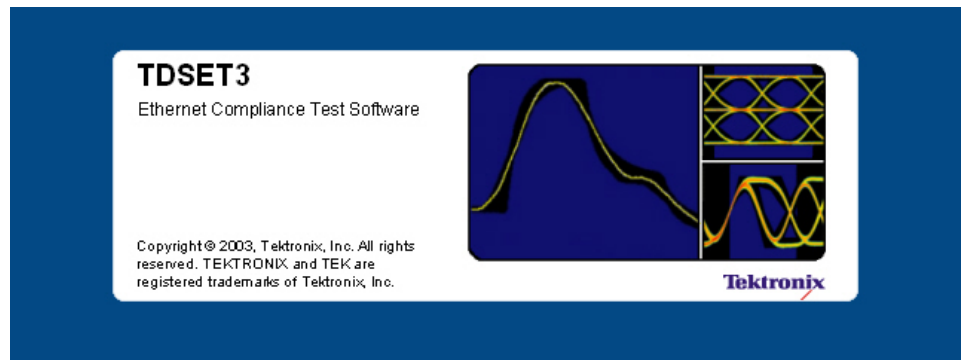 TDSET3
Ethernet Compliance Test Software
Copyright © 2003, Tektronix, Inc. All rights
reserved. TEKTRONIX and TEK are
registered trademarks of Tektronix, Inc.
Tektronix